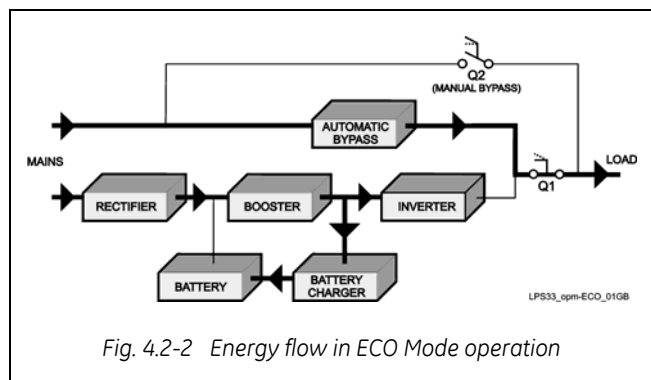 Q2
(MANUAL BYPASS)
AUTOMATIC
BYPASS
MAINS
LOAD
Q1
RECTIFIER
BOOSTER
INVERTER
BATTERY
BATTERY
CHARGER
LPS33_opm-ECO_01GB
Fig. 4.2-2 Energy flow in ECO Mode operation